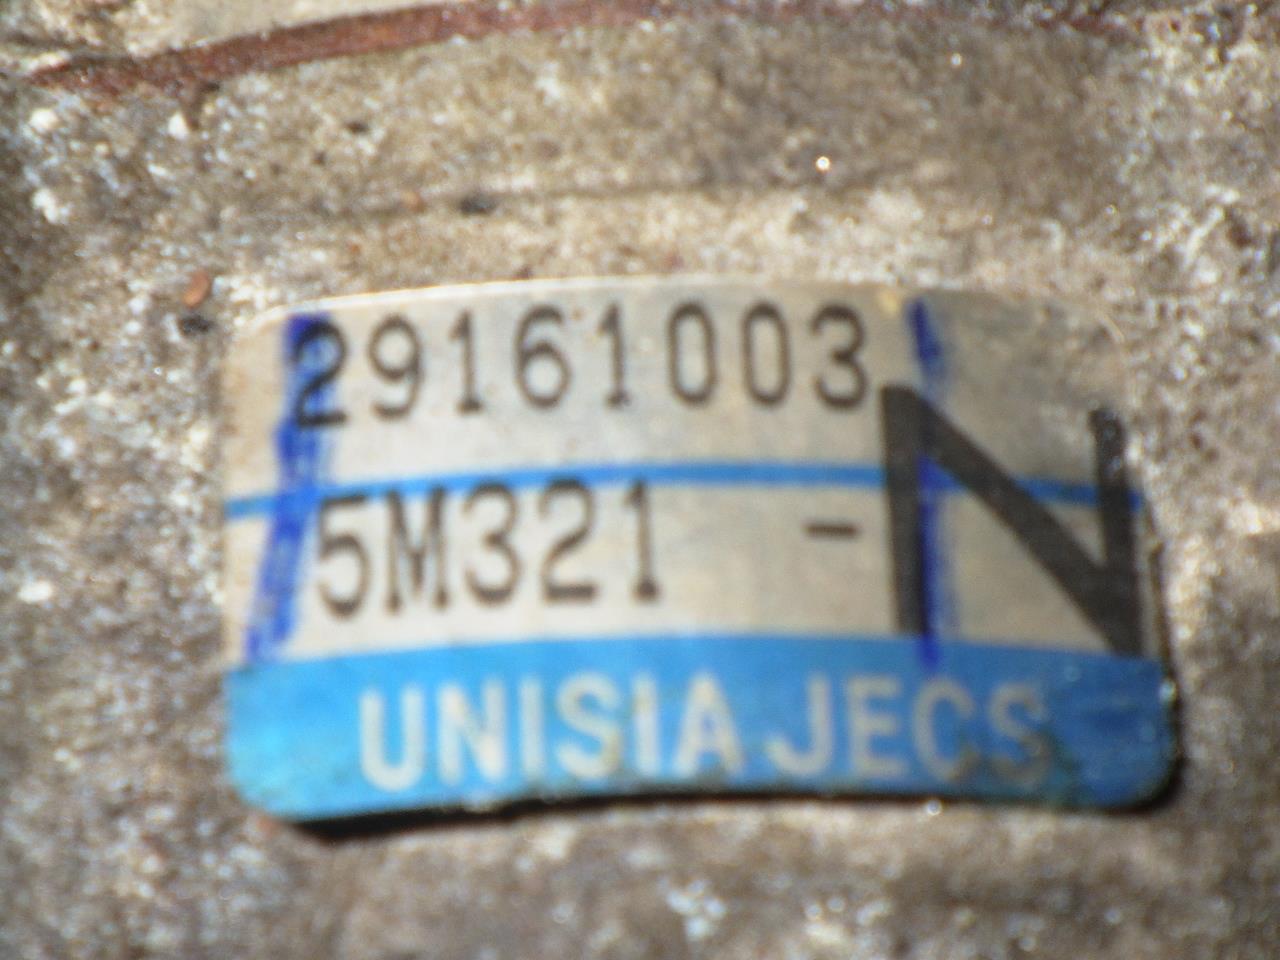 29161003
5M321 - N
UNISIA JECS